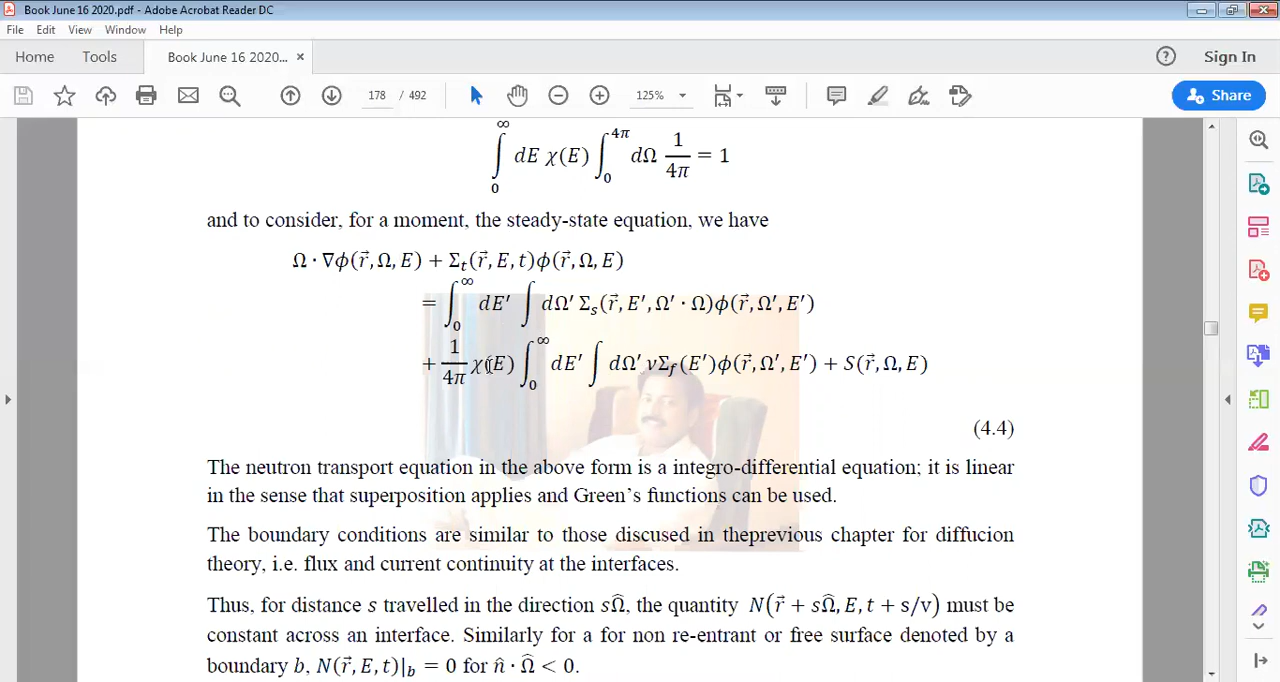 Book June 16 2020.pdf - Adobe Acrobat Reader DC
File Edit View Window Help
Home Tools Book June 16 2020... × Sign In
178 / 492 125% Share
∫₀^∞ dE χ(E) ∫₀^4π dΩ 1/4π = 1
and to consider, for a moment, the steady-state equation, we have
Ω · ∇ϕ(r⃗, Ω, E) + Σₜ(r⃗, E, t)ϕ(r⃗, Ω, E)
= ∫₀^∞ dE′ ∫ dΩ′ Σₛ(r⃗, E′, Ω′ · Ω)ϕ(r⃗, Ω′, E′)
+ 1/4π χ(E) ∫₀^∞ dE′ ∫ dΩ′ νΣ_f(E′)ϕ(r⃗, Ω′, E′) + S(r⃗, Ω, E)
(4.4)
The neutron transport equation in the above form is a integro-differential equation; it is linear
in the sense that superposition applies and Green's functions can be used.
The boundary conditions are similar to those discused in theprevious chapter for diffucion
theory, i.e. flux and current continuity at the interfaces.
Thus, for distance s travelled in the direction sΩ̂, the quantity N(r⃗ + sΩ̂, E, t + s/v) must be
constant across an interface. Similarly for a for non re-entrant or free surface denoted by a
boundary b, N(r⃗, E, t)|_b = 0 for n̂ · Ω̂ < 0.